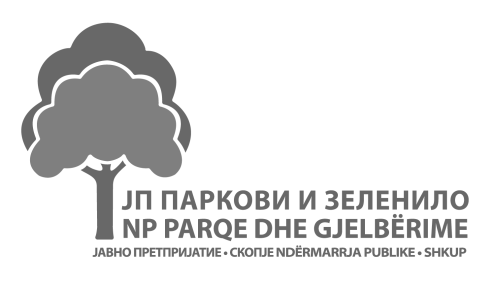 ЈП ПАРКОВИ И ЗЕЛЕНИЛО
NP PARQE DHE GJELBËRIME
ЈАВНО ПРЕТПРИЈАТИЕ • СКОПЈЕ NDËRMARRJA PUBLIKE • SHKUP